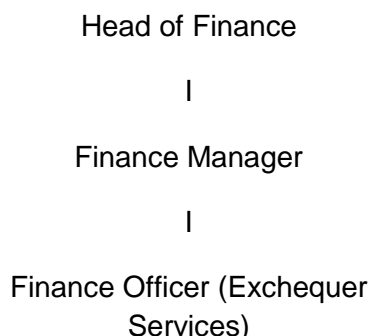 Head of Finance
I
Finance Manager
I
Finance Officer (Exchequer
Services)